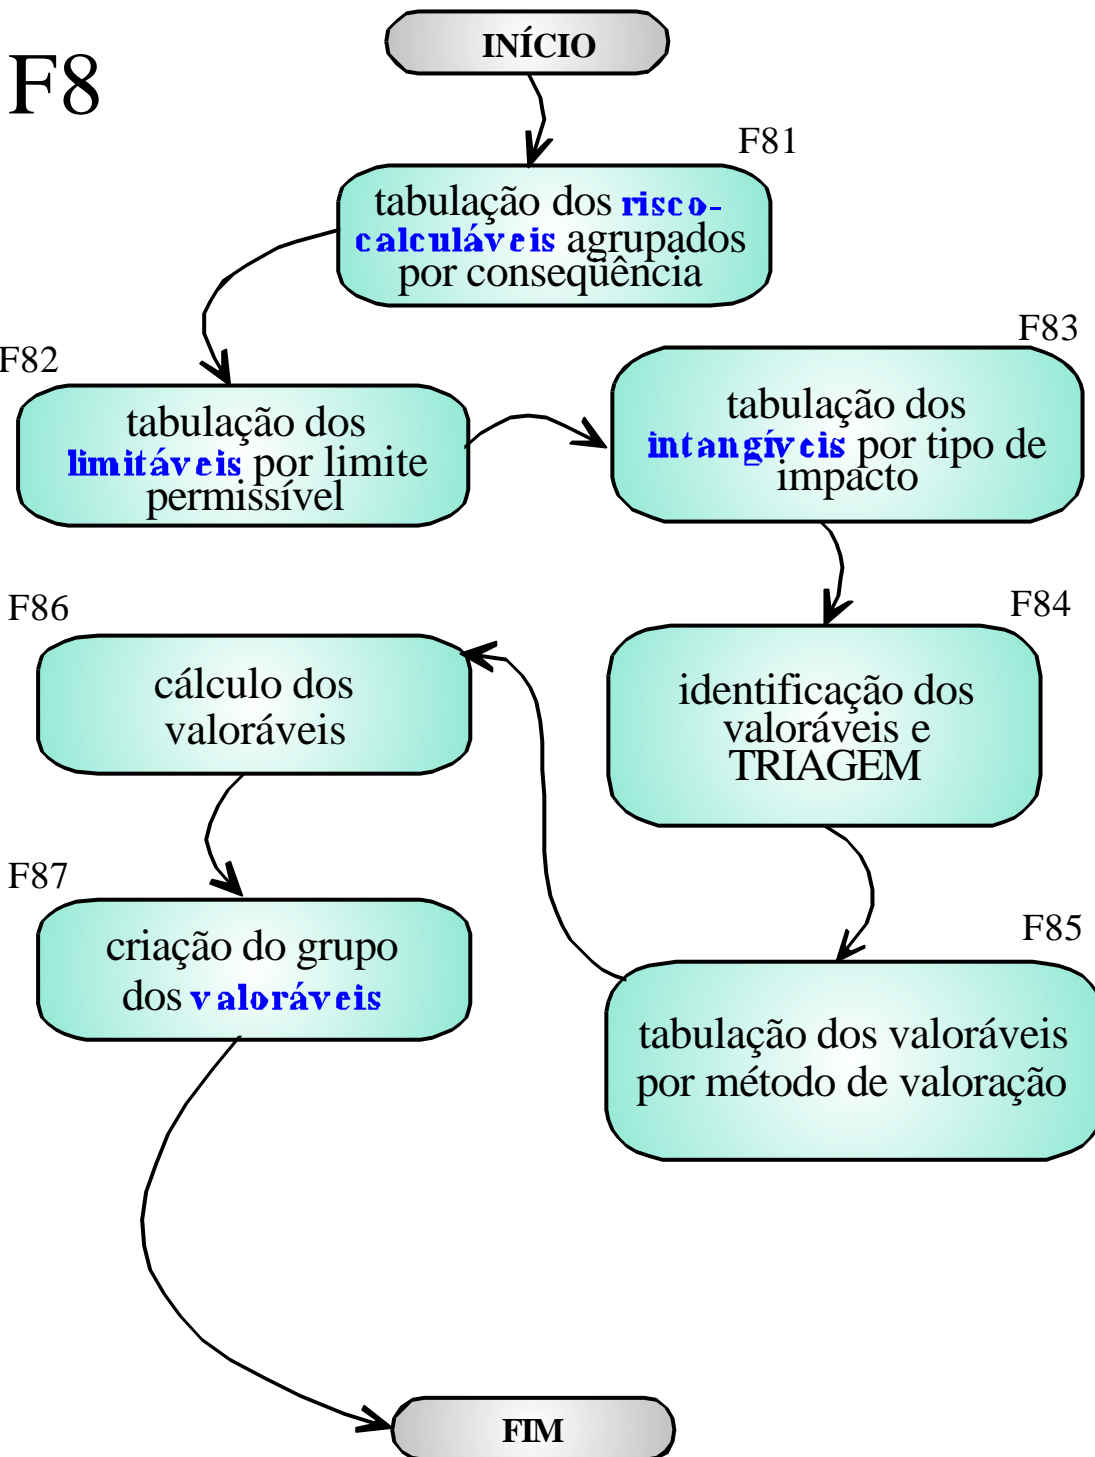 F8
INÍCIO
F81
tabulação dos risco-
calculáveis agrupados
por conseqüência
F82
tabulação dos
limitáveis por limite
permissível
F83
tabulação dos
intangíveis por tipo de
impacto
F84
identificação dos
valoráveis e
TRIAGEM
F85
tabulação dos valoráveis
por método de valoração
F86
cálculo dos
valoráveis
F87
criação do grupo
dos valoráveis
FIM